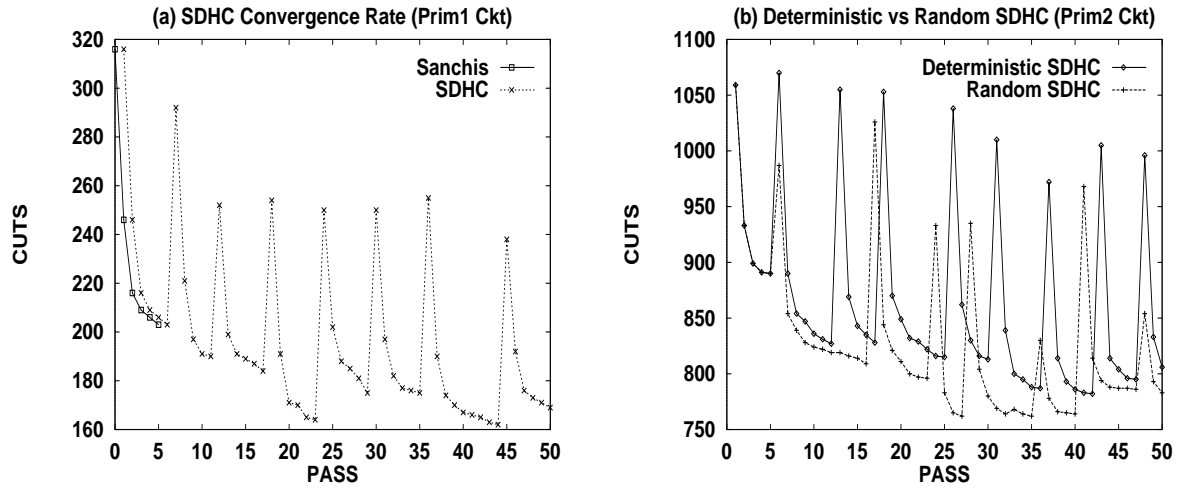 (a) SDHC Convergence Rate (Prim1 Ckt)
320
300
280
260
240
220
200
180
160
CUTS
Sanchis
SDHC
0 5 10 15 20 25 30 35 40 45 50
PASS
(b) Deterministic vs Random SDHC (Prim2 Ckt)
1100
1050
1000
950
900
850
800
750
CUTS
Deterministic SDHC
Random SDHC
0 5 10 15 20 25 30 35 40 45 50
PASS